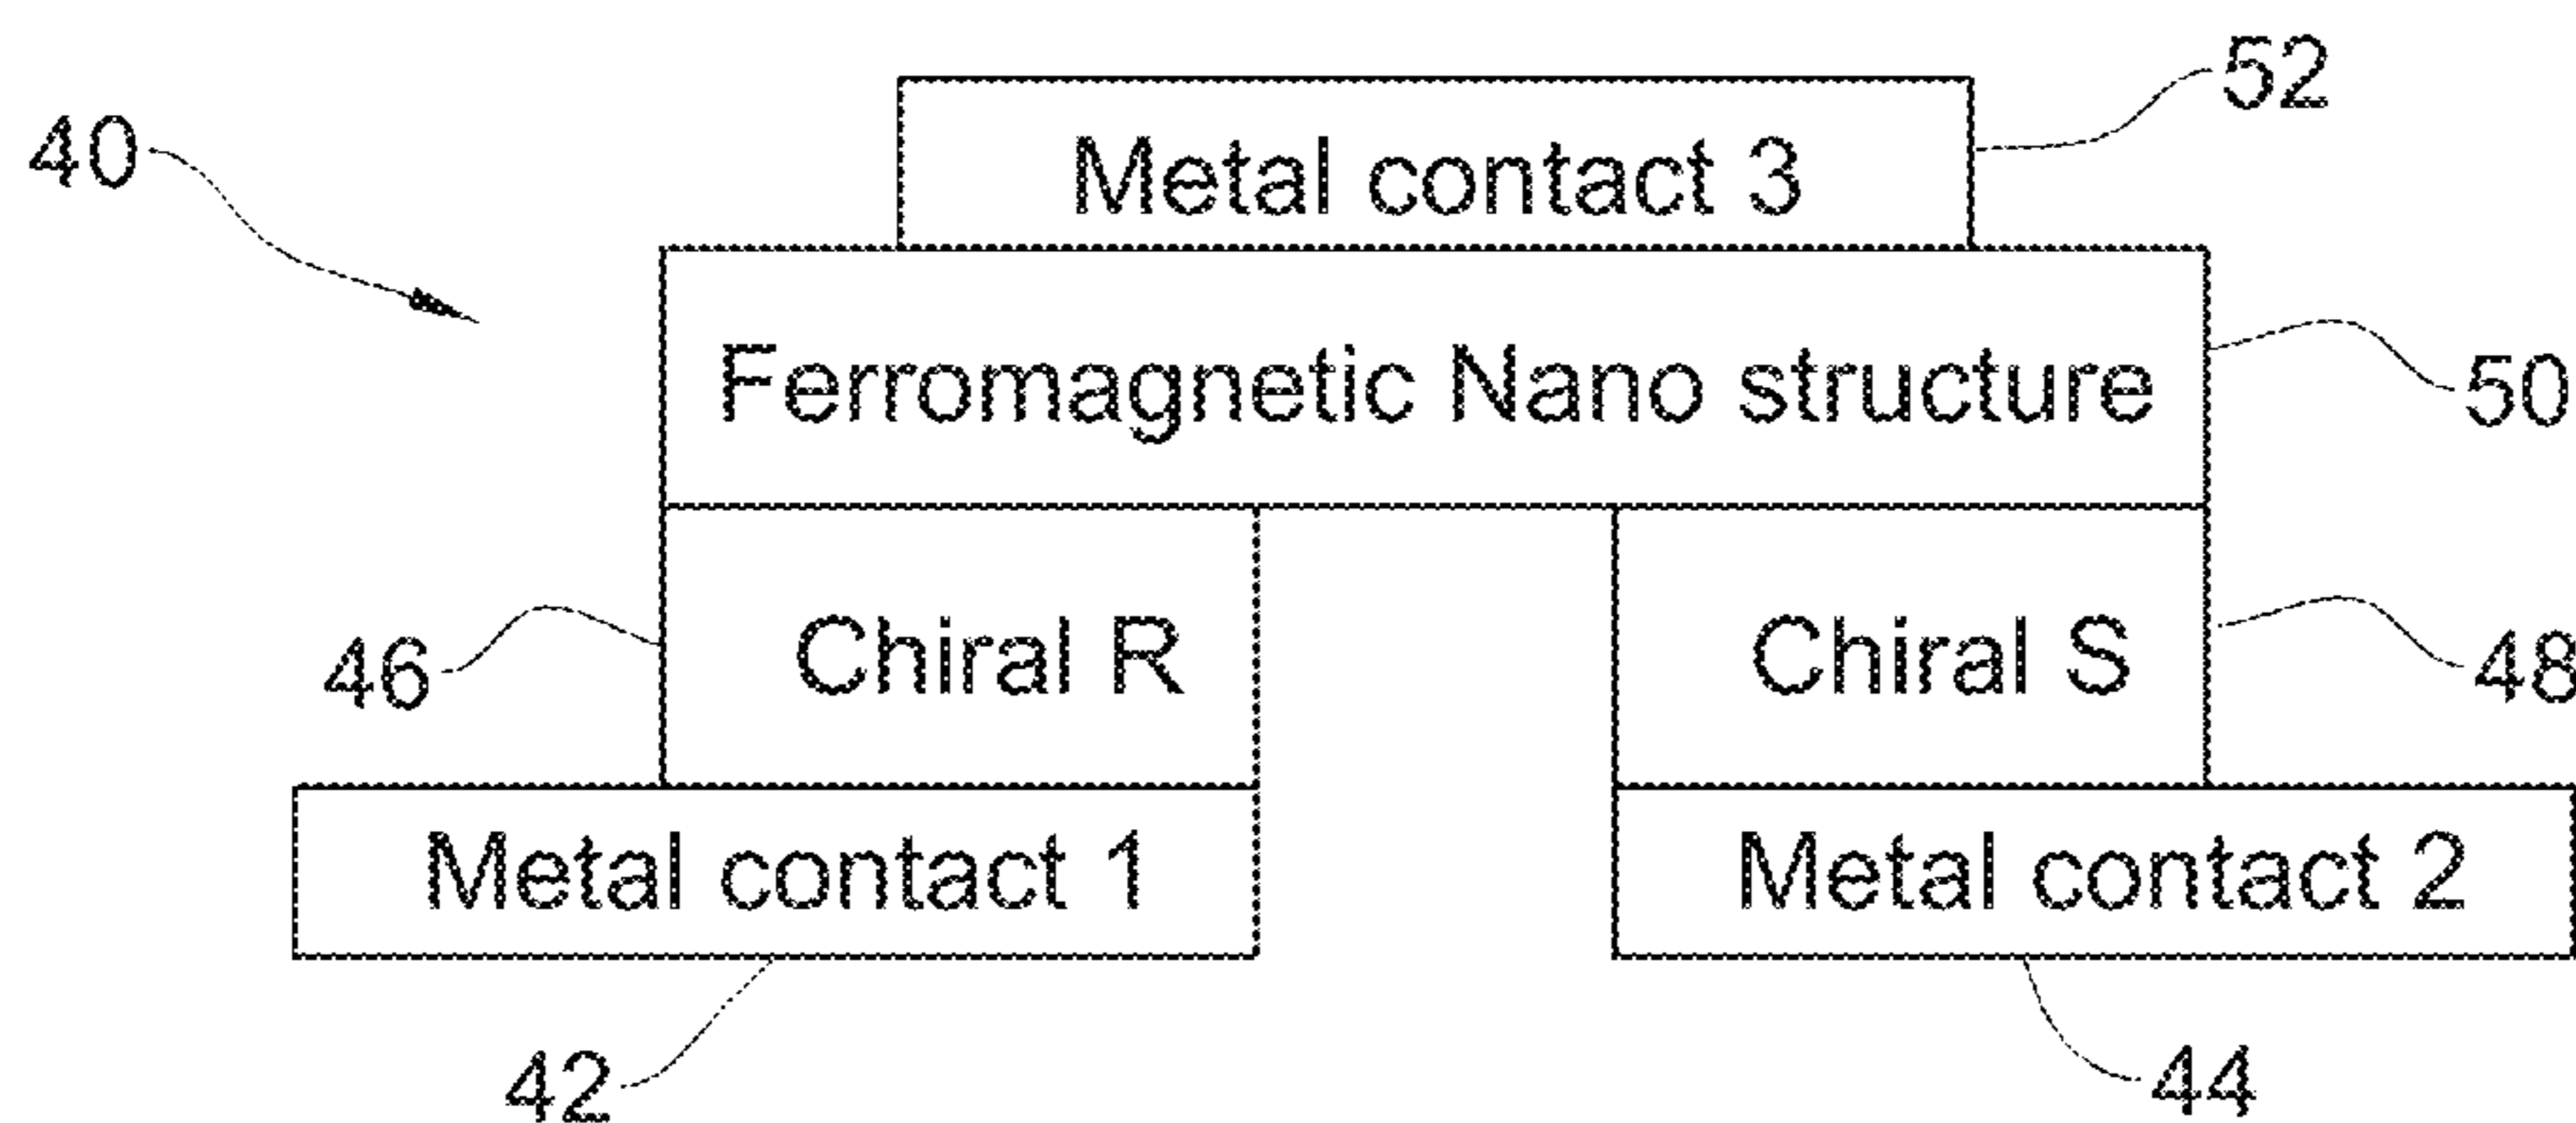 52
40
Metal contact 3
Ferromagnetic Nano structure
50
Chiral R
Chiral S
46
48
Metal contact 1
Metal contact 2
42
44